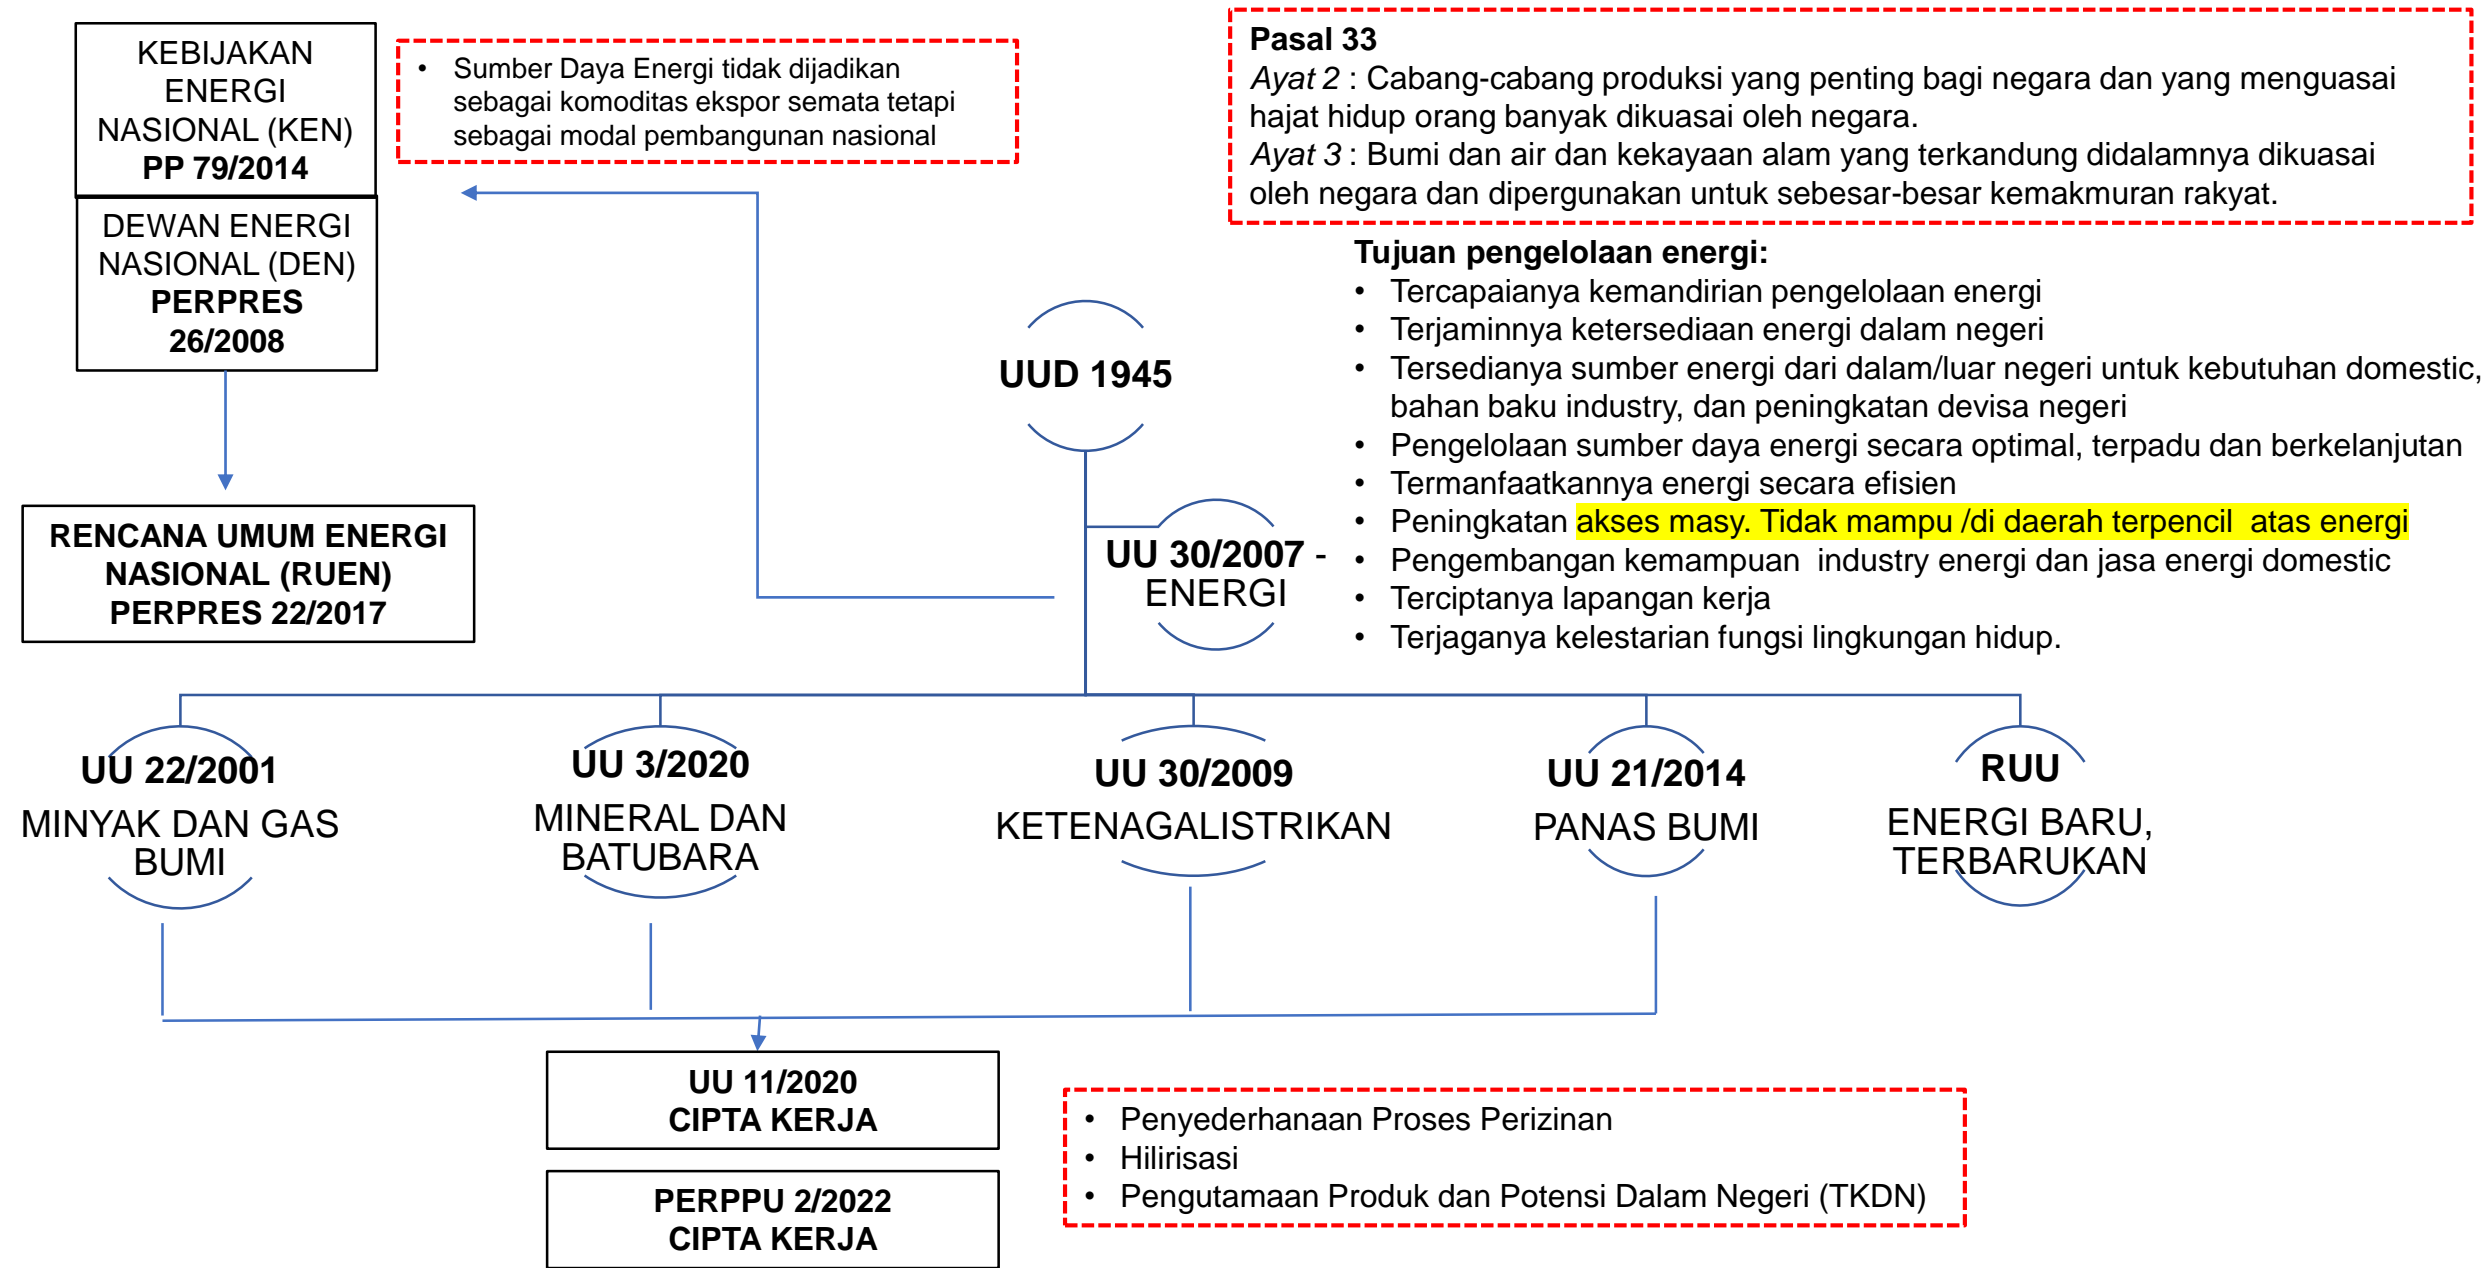 KEBIJAKAN
ENERGI
NASIONAL (KEN)
PP 79/2014
DEWAN ENERGI
NASIONAL (DEN)
PERPRES
26/2008
• Sumber Daya Energi tidak dijadikan
sebagai komoditas ekspor semata tetapi
sebagai modal pembangunan nasional
Pasal 33
Ayat 2 : Cabang-cabang produksi yang penting bagi negara dan yang menguasai
hajat hidup orang banyak dikuasai oleh negara.
Ayat 3 : Bumi dan air dan kekayaan alam yang terkandung didalamnya dikuasai
oleh negara dan dipergunakan untuk sebesar-besar kemakmuran rakyat.
Tujuan pengelolaan energi:
• Tercapaianya kemandirian pengelolaan energi
• Terjaminnya ketersediaan energi dalam negeri
• Tersedianya sumber energi dari dalam/luar negeri untuk kebutuhan domestic,
bahan baku industry, dan peningkatan devisa negeri
• Pengelolaan sumber daya energi secara optimal, terpadu dan berkelanjutan
• Termanfaatkannya energi secara efisien
• Peningkatan akses masy. Tidak mampu /di daerah terpencil atas energi
• Pengembangan kemampuan industry energi dan jasa energi domestic
• Terciptanya lapangan kerja
• Terjaganya kelestarian fungsi lingkungan hidup.
UUD 1945
UU 30/2007 -
ENERGI
RENCANA UMUM ENERGI
NASIONAL (RUEN)
PERPRES 22/2017
UU 22/2001
MINYAK DAN GAS
BUMI
UU 3/2020
MINERAL DAN
BATUBARA
UU 30/2009
KETENAGALISTRIKAN
UU 21/2014
PANAS BUMI
RUU
ENERGI BARU,
TERBARUKAN
UU 11/2020
CIPTA KERJA
PERPPU 2/2022
CIPTA KERJA
• Penyederhanaan Proses Perizinan
• Hilirisasi
• Pengutamaan Produk dan Potensi Dalam Negeri (TKDN)